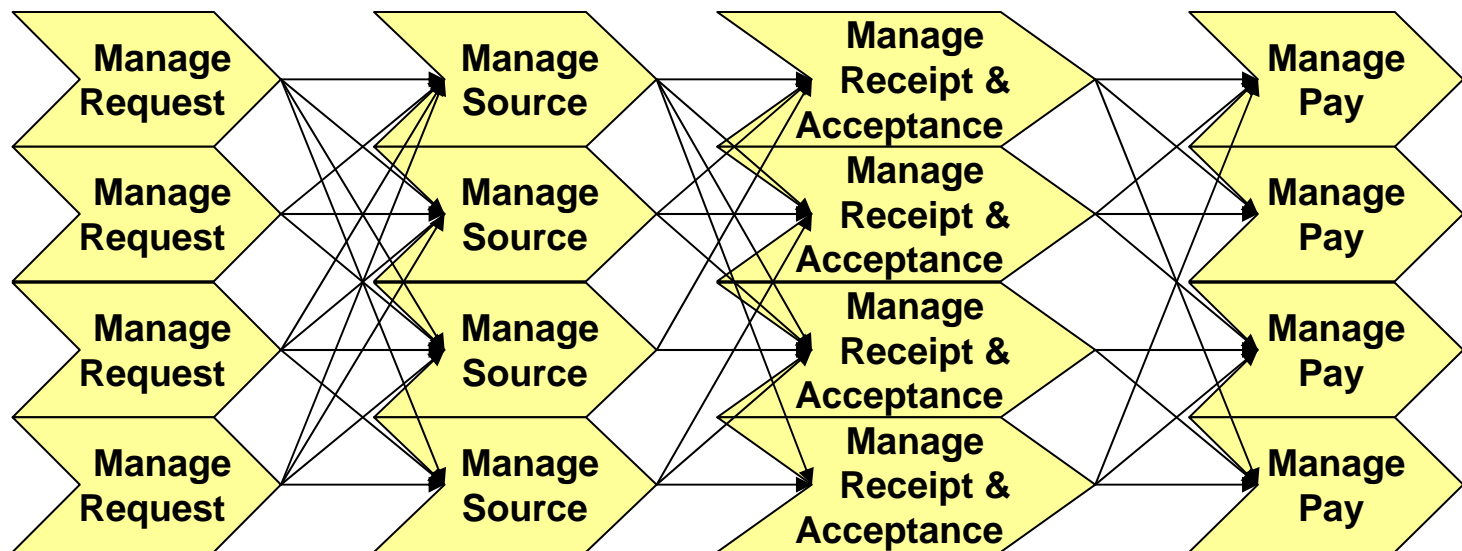 Manage
Request
Manage
Source
Manage
Receipt &
Acceptance
Manage
Pay
Manage
Request
Manage
Source
Manage
Receipt &
Acceptance
Manage
Pay
Manage
Request
Manage
Source
Manage
Receipt &
Acceptance
Manage
Pay
Manage
Request
Manage
Source
Manage
Receipt &
Acceptance
Manage
Pay